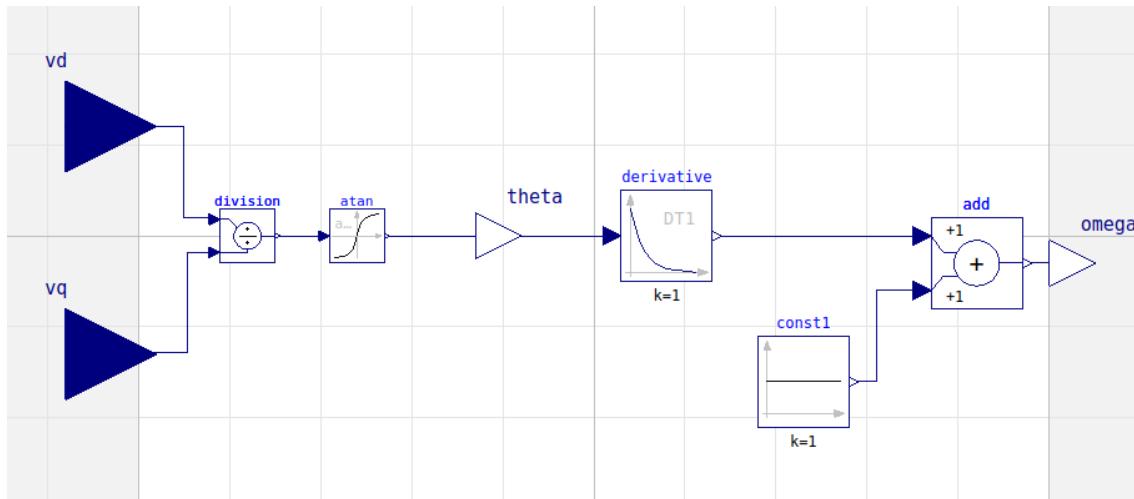 vd
division
atan
a...
theta
derivative
DT1
k=1
add
+1
+
+1
omega
vq
÷
const1
k=1